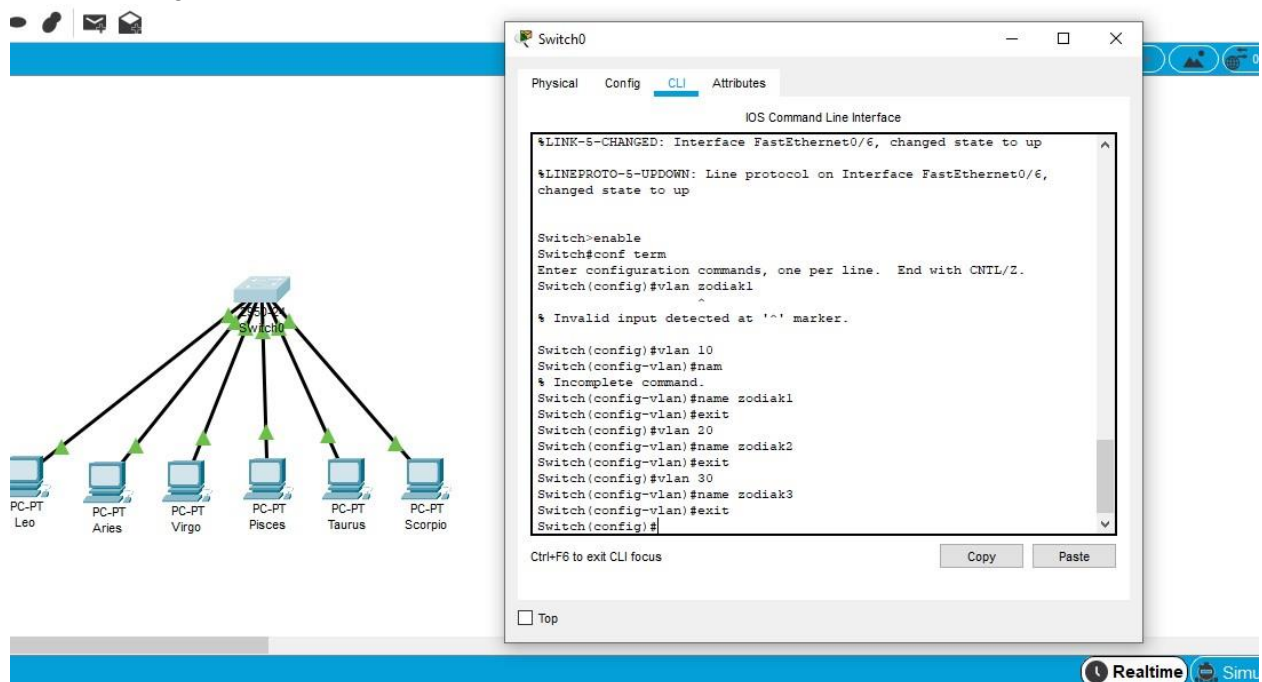 Switch0
Physical Config CLI Attributes
IOS Command Line Interface
%LINK-5-CHANGED: Interface FastEthernet0/6, changed state to up
%LINEPROTO-5-UPDOWN: Line protocol on Interface FastEthernet0/6,
changed state to up
Switch>enable
Switch#conf term
Enter configuration commands, one per line. End with CNTL/Z.
Switch(config)#vlan zodiak1
^
% Invalid input detected at '^' marker.
Switch(config)#vlan 10
Switch(config-vlan)#nam
% Incomplete command.
Switch(config-vlan)#name zodiak1
Switch(config-vlan)#exit
Switch(config)#vlan 20
Switch(config-vlan)#name zodiak2
Switch(config-vlan)#exit
Switch(config)#vlan 30
Switch(config-vlan)#name zodiak3
Switch(config-vlan)#exit
Switch(config)#
Ctrl+F6 to exit CLI focus
Copy Paste
Top
2950-24
Switch0
PC-PT
Leo
PC-PT
Aries
PC-PT
Virgo
PC-PT
Pisces
PC-PT
Taurus
PC-PT
Scorpio
Realtime